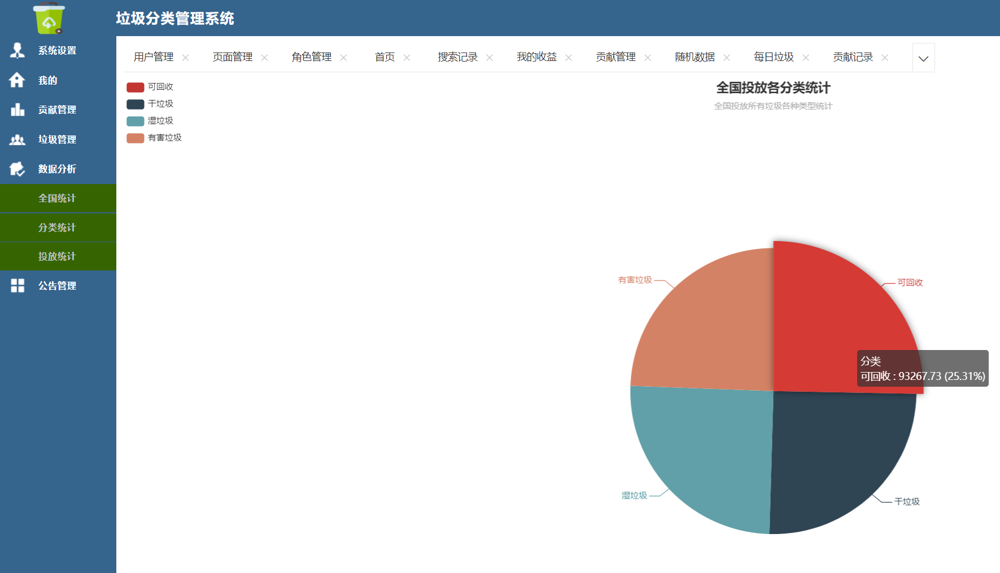 垃圾分类管理系统
系统设置
我的
贡献管理
垃圾管理
数据分析
全国统计
分类统计
投放统计
公告管理
用户管理 页面管理 角色管理 首页 搜索记录 我的收益 贡献管理 随机数据 每日垃圾 贡献记录
可回收
干垃圾
湿垃圾
有害垃圾
全国投放各分类统计
全国投放所有垃圾各种类型统计
有害垃圾
可回收
分类
可回收 : 93267.73 (25.31%)
湿垃圾
干垃圾